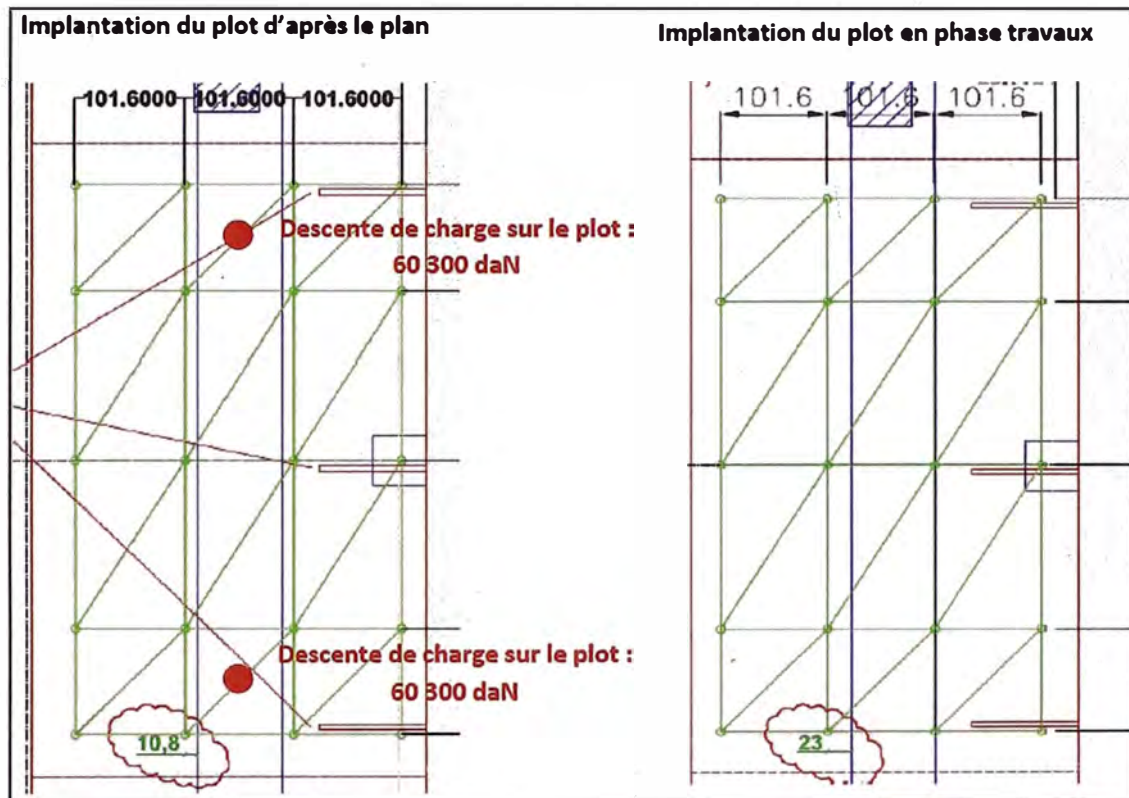 Implantation du plot d'après le plan
101.6000 101.6000 101.6000
Descente de charge sur le plot :
60 300 daN
Descente de charge sur le plot :
60 300 daN
10,8
Implantation du plot en phase travaux
101.6 101.6 101.6
23